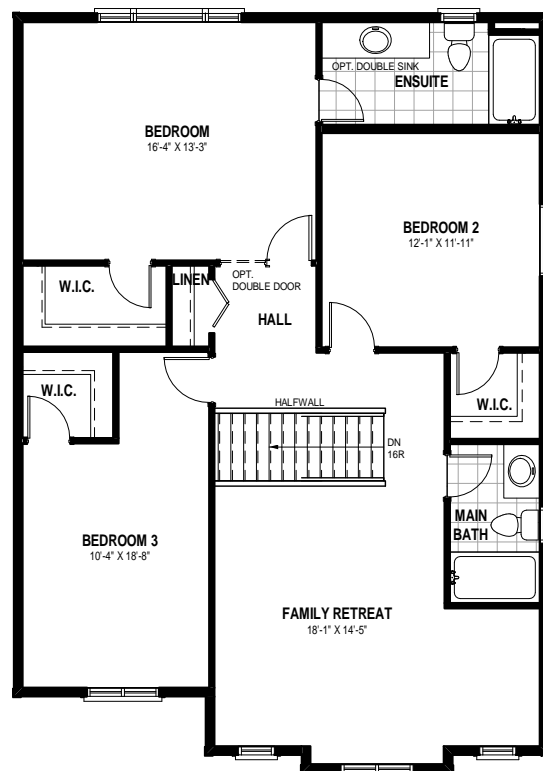 OPT. DOUBLE SINK
ENSUITE
BEDROOM
16'-4" X 13'-3"
BEDROOM 2
12'-1" X 11'-11"
W.I.C.
LINEN
OPT.
DOUBLE DOOR
HALL
W.I.C.
W.I.C.
HALFWALL
DN
16R
MAIN
BATH
BEDROOM 3
10'-4" X 18'-8"
FAMILY RETREAT
18'-1" X 14'-5"